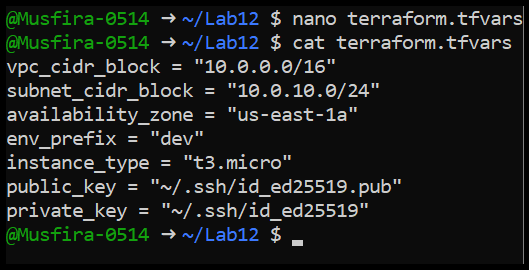 @Musfira-0514 ➜ ~/Lab12 $ nano terraform.tfvars
@Musfira-0514 ➜ ~/Lab12 $ cat terraform.tfvars
vpc_cidr_block = "10.0.0.0/16"
subnet_cidr_block = "10.0.10.0/24"
availability_zone = "us-east-1a"
env_prefix = "dev"
instance_type = "t3.micro"
public_key = "~/.ssh/id_ed25519.pub"
private_key = "~/.ssh/id_ed25519"
@Musfira-0514 ➜ ~/Lab12 $